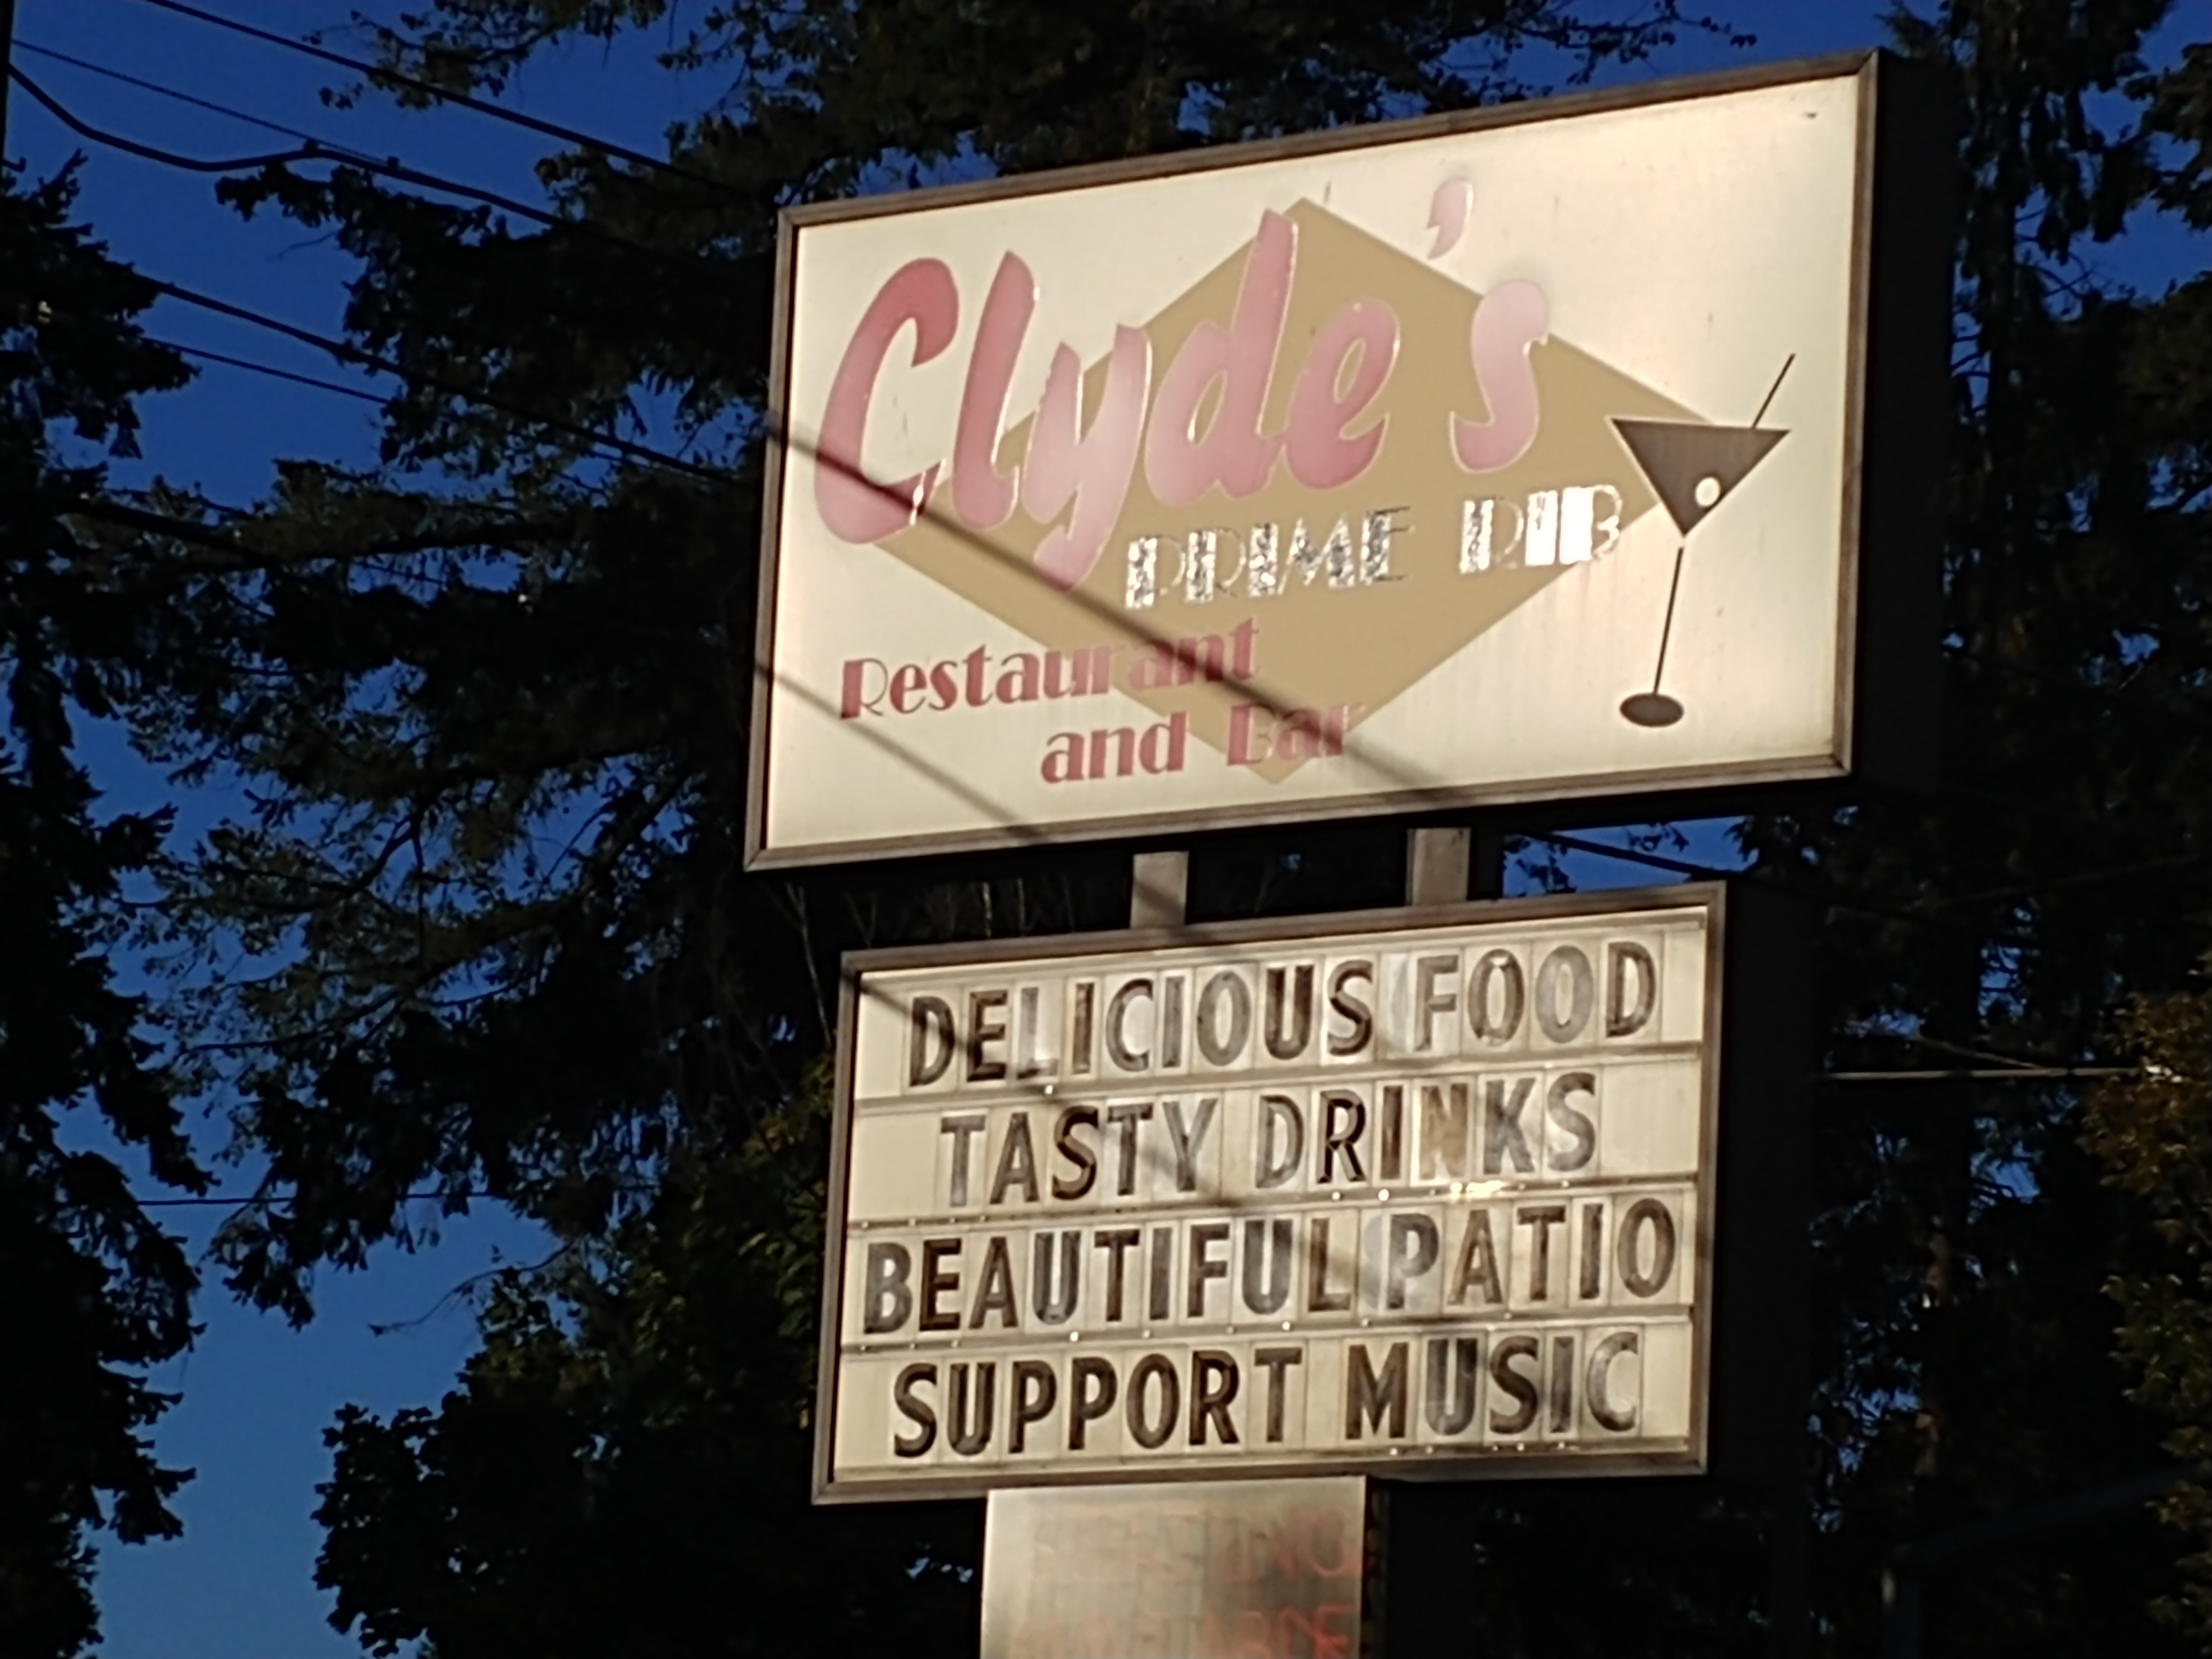 Clyde's
PRIME RIB
Restaurant
and Bar
DELICIOUS FOOD
TASTY DRINKS
BEAUTIFUL PATIO
SUPPORT MUSIC